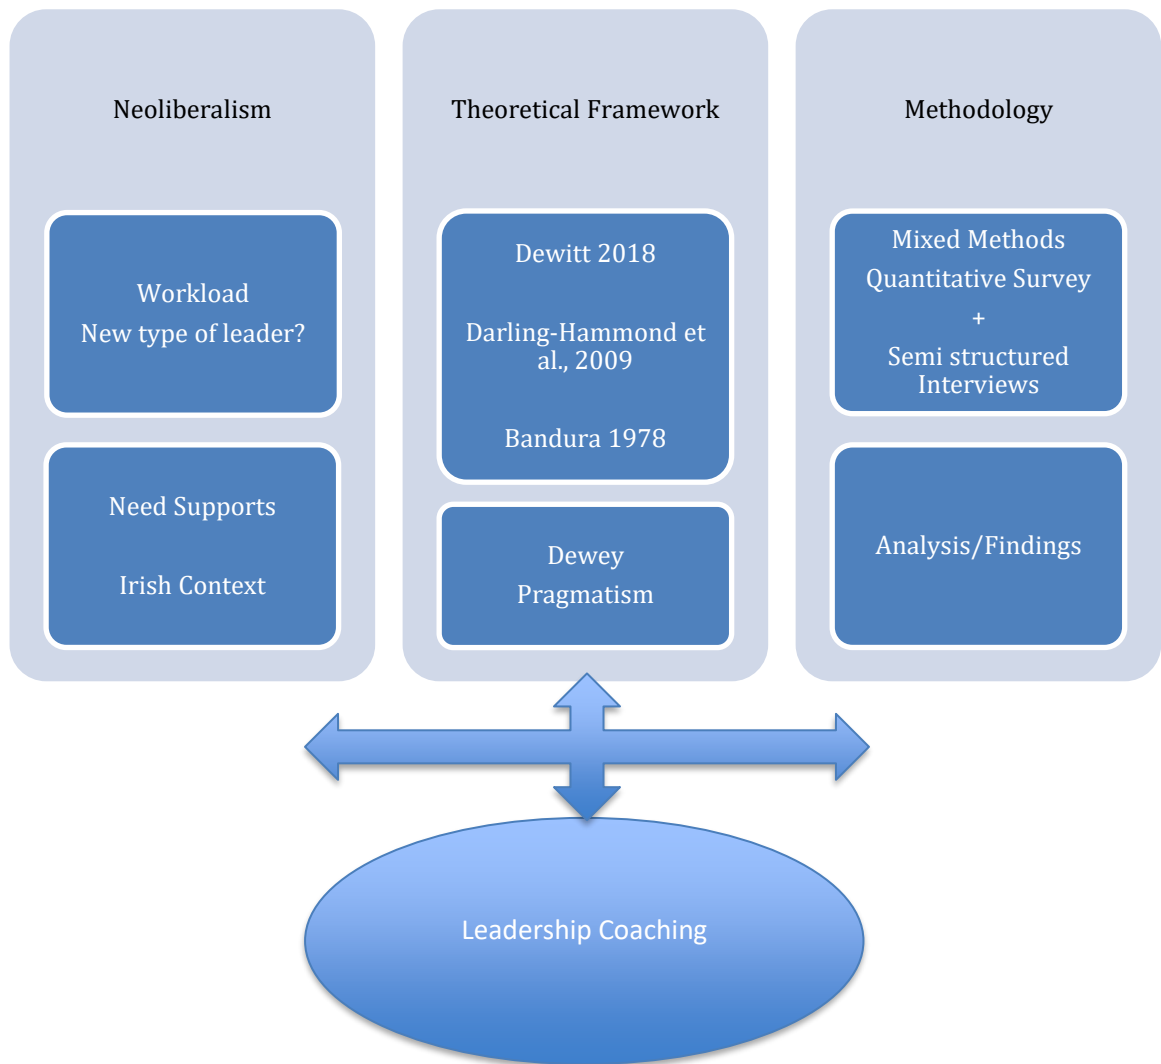 Neoliberalism
Workload
New type of leader?
Need Supports
Irish Context
Theoretical Framework
Dewitt 2018
Darling-Hammond et
al., 2009
Bandura 1978
Dewey
Pragmatism
Methodology
Mixed Methods
Quantitative Survey
+
Semi structured
Interviews
Analysis/Findings
Leadership Coaching